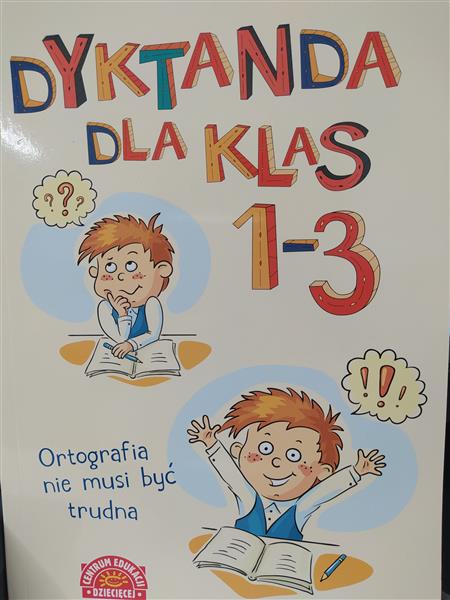 DYKTANDA
DLA KLAS
1-3
???
!!!
Ortografia
nie musi być
trudna
CENTRUM EDUKACJI
DZIECIĘCEJ